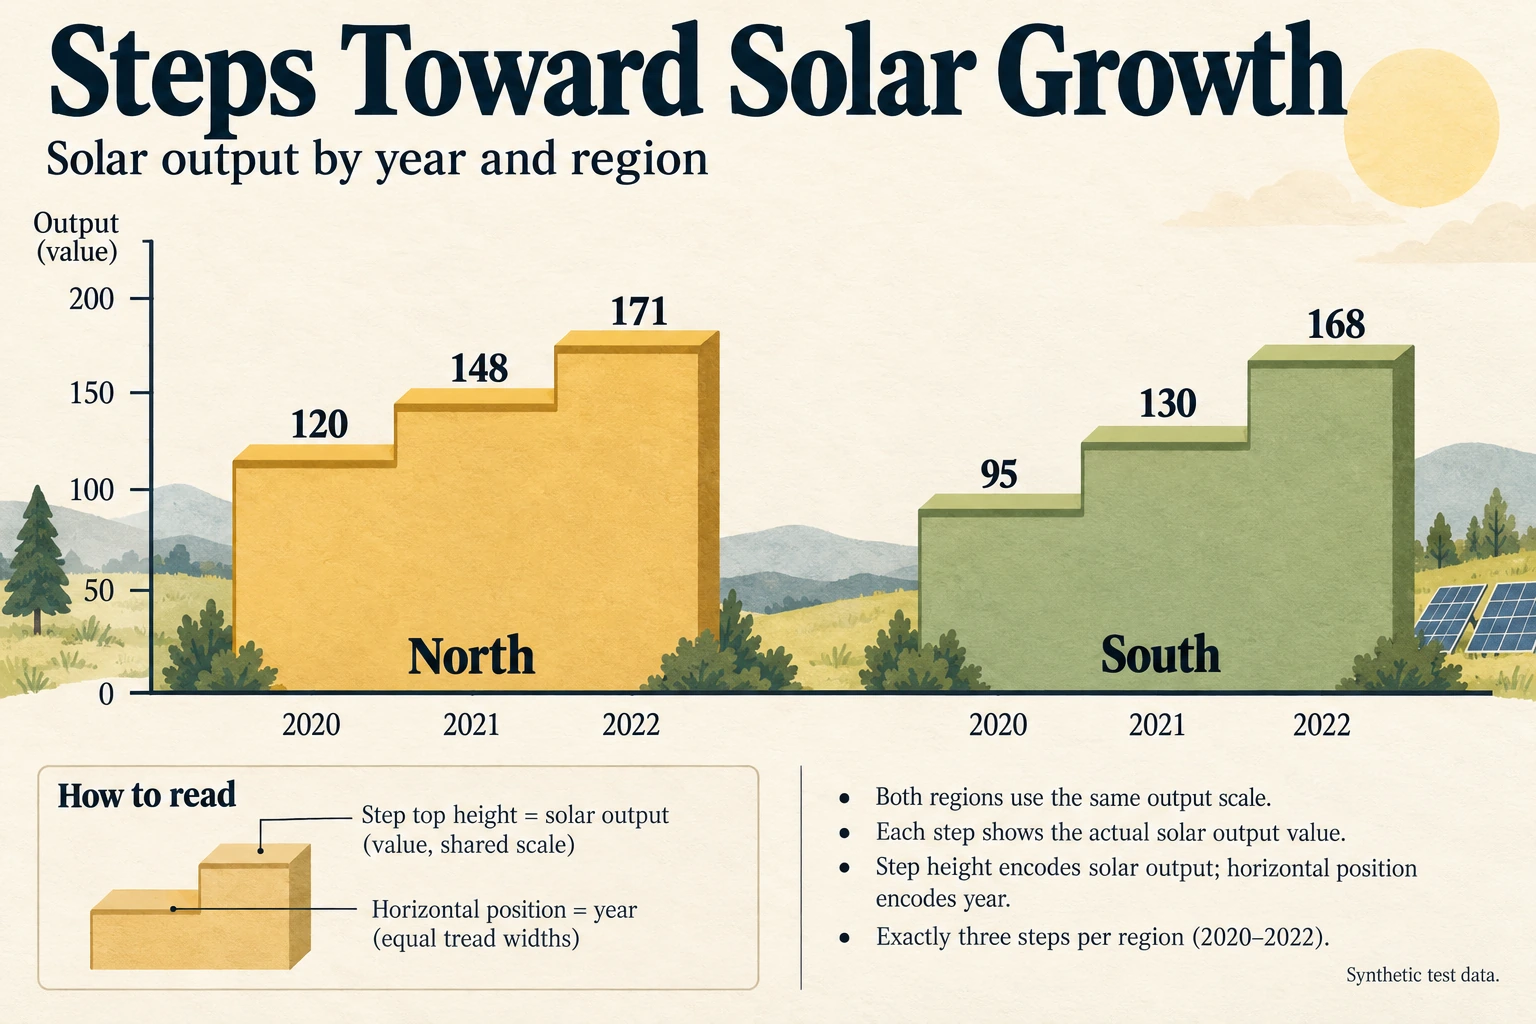 Steps Toward Solar Growth
Solar output by year and region
Output
(value)
200
150
100
50
0
120
148
171
North
2020
2021
2022
95
130
168
South
2020
2021
2022
How to read
Step top height = solar output
(value, shared scale)
Horizontal position = year
(equal tread widths)
• Both regions use the same output scale.
• Each step shows the actual solar output value.
• Step height encodes solar output; horizontal position
encodes year.
• Exactly three steps per region (2020–2022).
Synthetic test data.